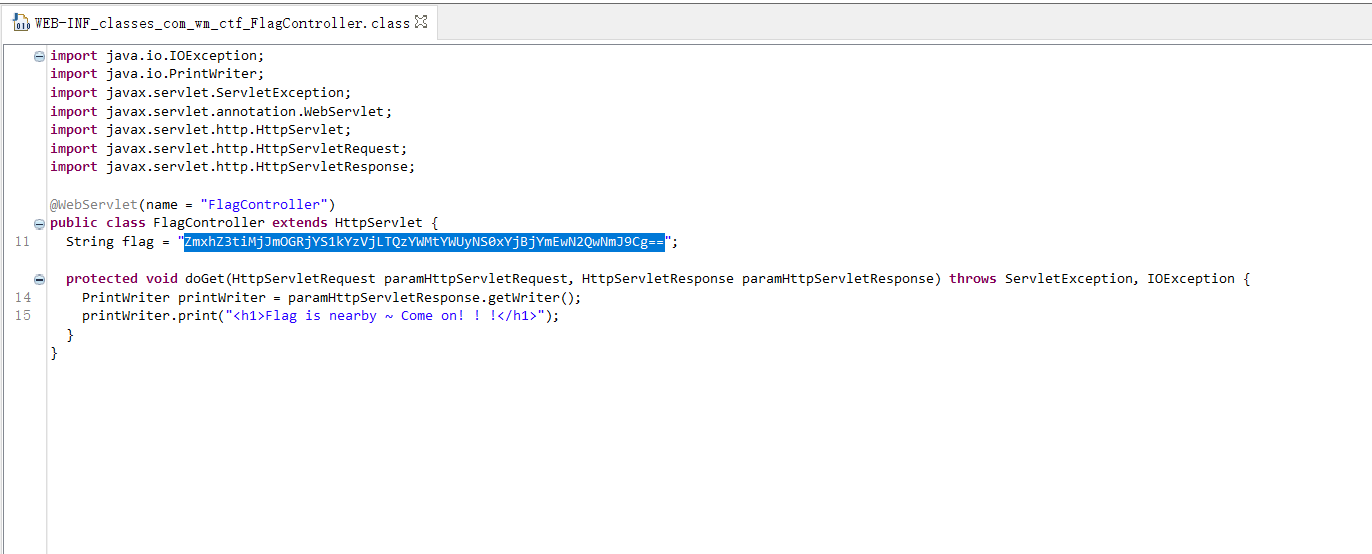 WEB-INF_classes_com_wm_ctf_FlagController.class
import java.io.IOException;
import java.io.PrintWriter;
import javax.servlet.ServletException;
import javax.servlet.annotation.WebServlet;
import javax.servlet.http.HttpServlet;
import javax.servlet.http.HttpServletRequest;
import javax.servlet.http.HttpServletResponse;
@WebServlet(name = "FlagController")
public class FlagController extends HttpServlet {
11 String flag = "ZmxhZ3tiMjJmOGRjYS1kYzVjLTQzYWMtYWUyNS0xYjBjYmEwN2QwNmJ9Cg==";
protected void doGet(HttpServletRequest paramHttpServletRequest, HttpServletResponse paramHttpServletResponse) throws ServletException, IOException {
14 PrintWriter printWriter = paramHttpServletResponse.getWriter();
15 printWriter.print("<h1>Flag is nearby ~ Come on! ! !</h1>");
}
}